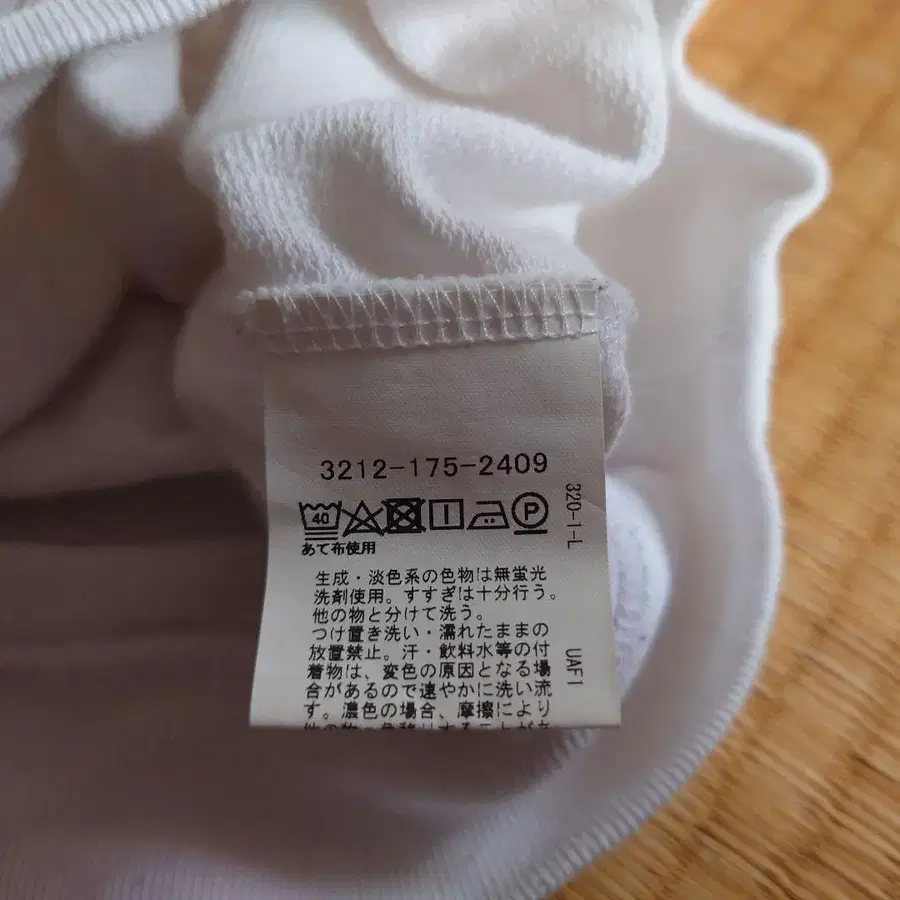 3212-175-2409
40
P
あて布使用
生成・淡色系の色物は無蛍光
洗剤使用。すすぎは十分行う。
他の物と分けて洗う。
つけ置き洗い・濡れたままの
放置禁止。汗・飲料水等の付
着物は、変色の原因となる場
合があるので速やかに洗い流
す。濃色の場合、摩擦により
320-1-L
UAF1